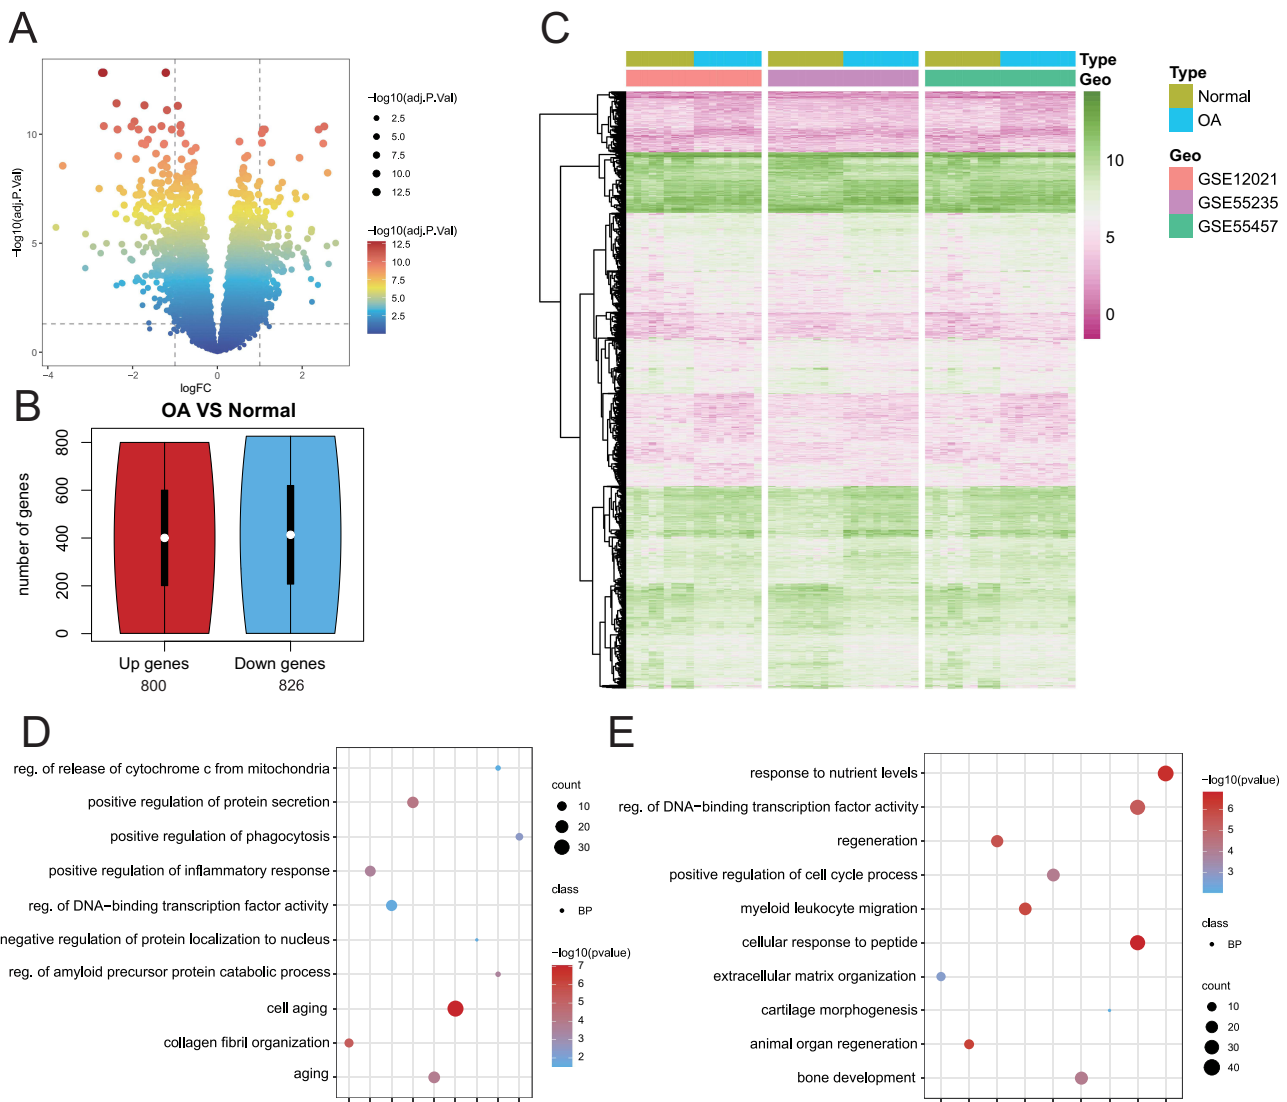 A
−log10(adj.P.Val)
10
5
0
−4
−2
0
2
logFC
−log10(adj.P.Val)
2.5
5.0
7.5
10.0
12.5
−log10(adj.P.Val)
12.5
10.0
7.5
5.0
2.5
B
OA VS Normal
number of genes
800
600
400
200
0
Up genes
Down genes
800
826
C
Type
Geo
10
5
0
Type
Normal
OA
Geo
GSE12021
GSE55235
GSE55457
D
reg. of release of cytochrome c from mitochondria
positive regulation of protein secretion
positive regulation of phagocytosis
positive regulation of inflammatory response
reg. of DNA−binding transcription factor activity
negative regulation of protein localization to nucleus
reg. of amyloid precursor protein catabolic process
cell aging
collagen fibril organization
aging
count
10
20
30
class
BP
−log10(pvalue)
7
6
5
4
3
2
E
response to nutrient levels
reg. of DNA−binding transcription factor activity
regeneration
positive regulation of cell cycle process
myeloid leukocyte migration
cellular response to peptide
extracellular matrix organization
cartilage morphogenesis
animal organ regeneration
bone development
−log10(pvalue)
6
5
4
3
class
BP
count
10
20
30
40